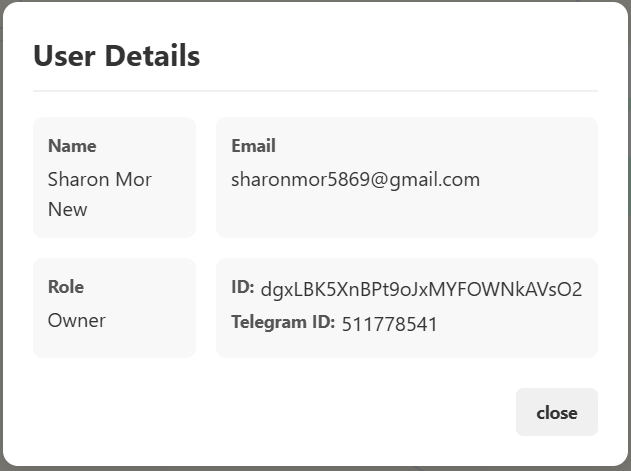 User Details
Name
Sharon Mor
New
Email
sharonmor5869@gmail.com
Role
Owner
ID: dgxLBK5XnBPt9oJxMYFOWNkAVsO2
Telegram ID: 511778541
close